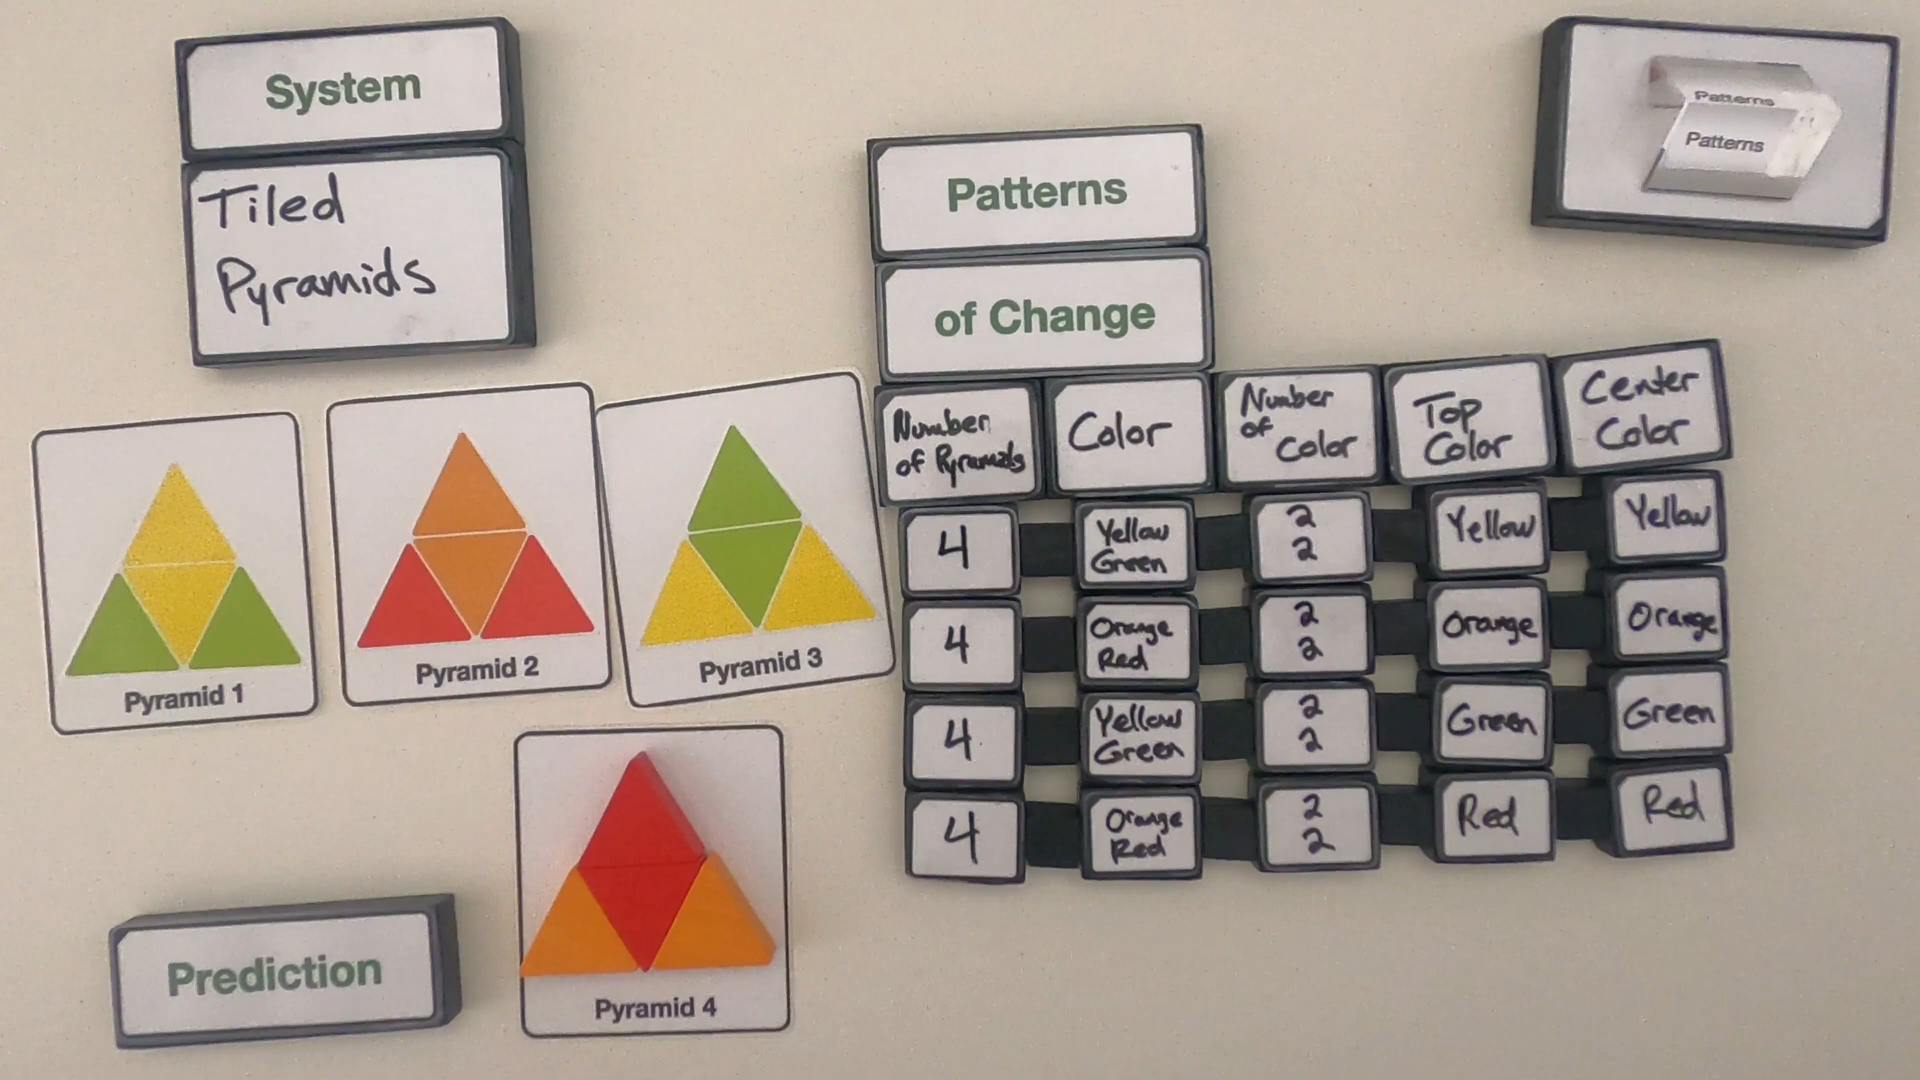 System
Tiled
Pyramids
Patterns
Patterns
Patterns
of Change
Number
of Pyramids
Color
Number
of
Color
Top
Color
Center
Color
4
Yellow
Green
2
2
Yellow
Yellow
4
Orange
Red
2
2
Orange
Orange
4
Yellow
Green
2
2
Green
Green
4
Orange
Red
2
2
Red
Red
Pyramid 1
Pyramid 2
Pyramid 3
Prediction
Pyramid 4